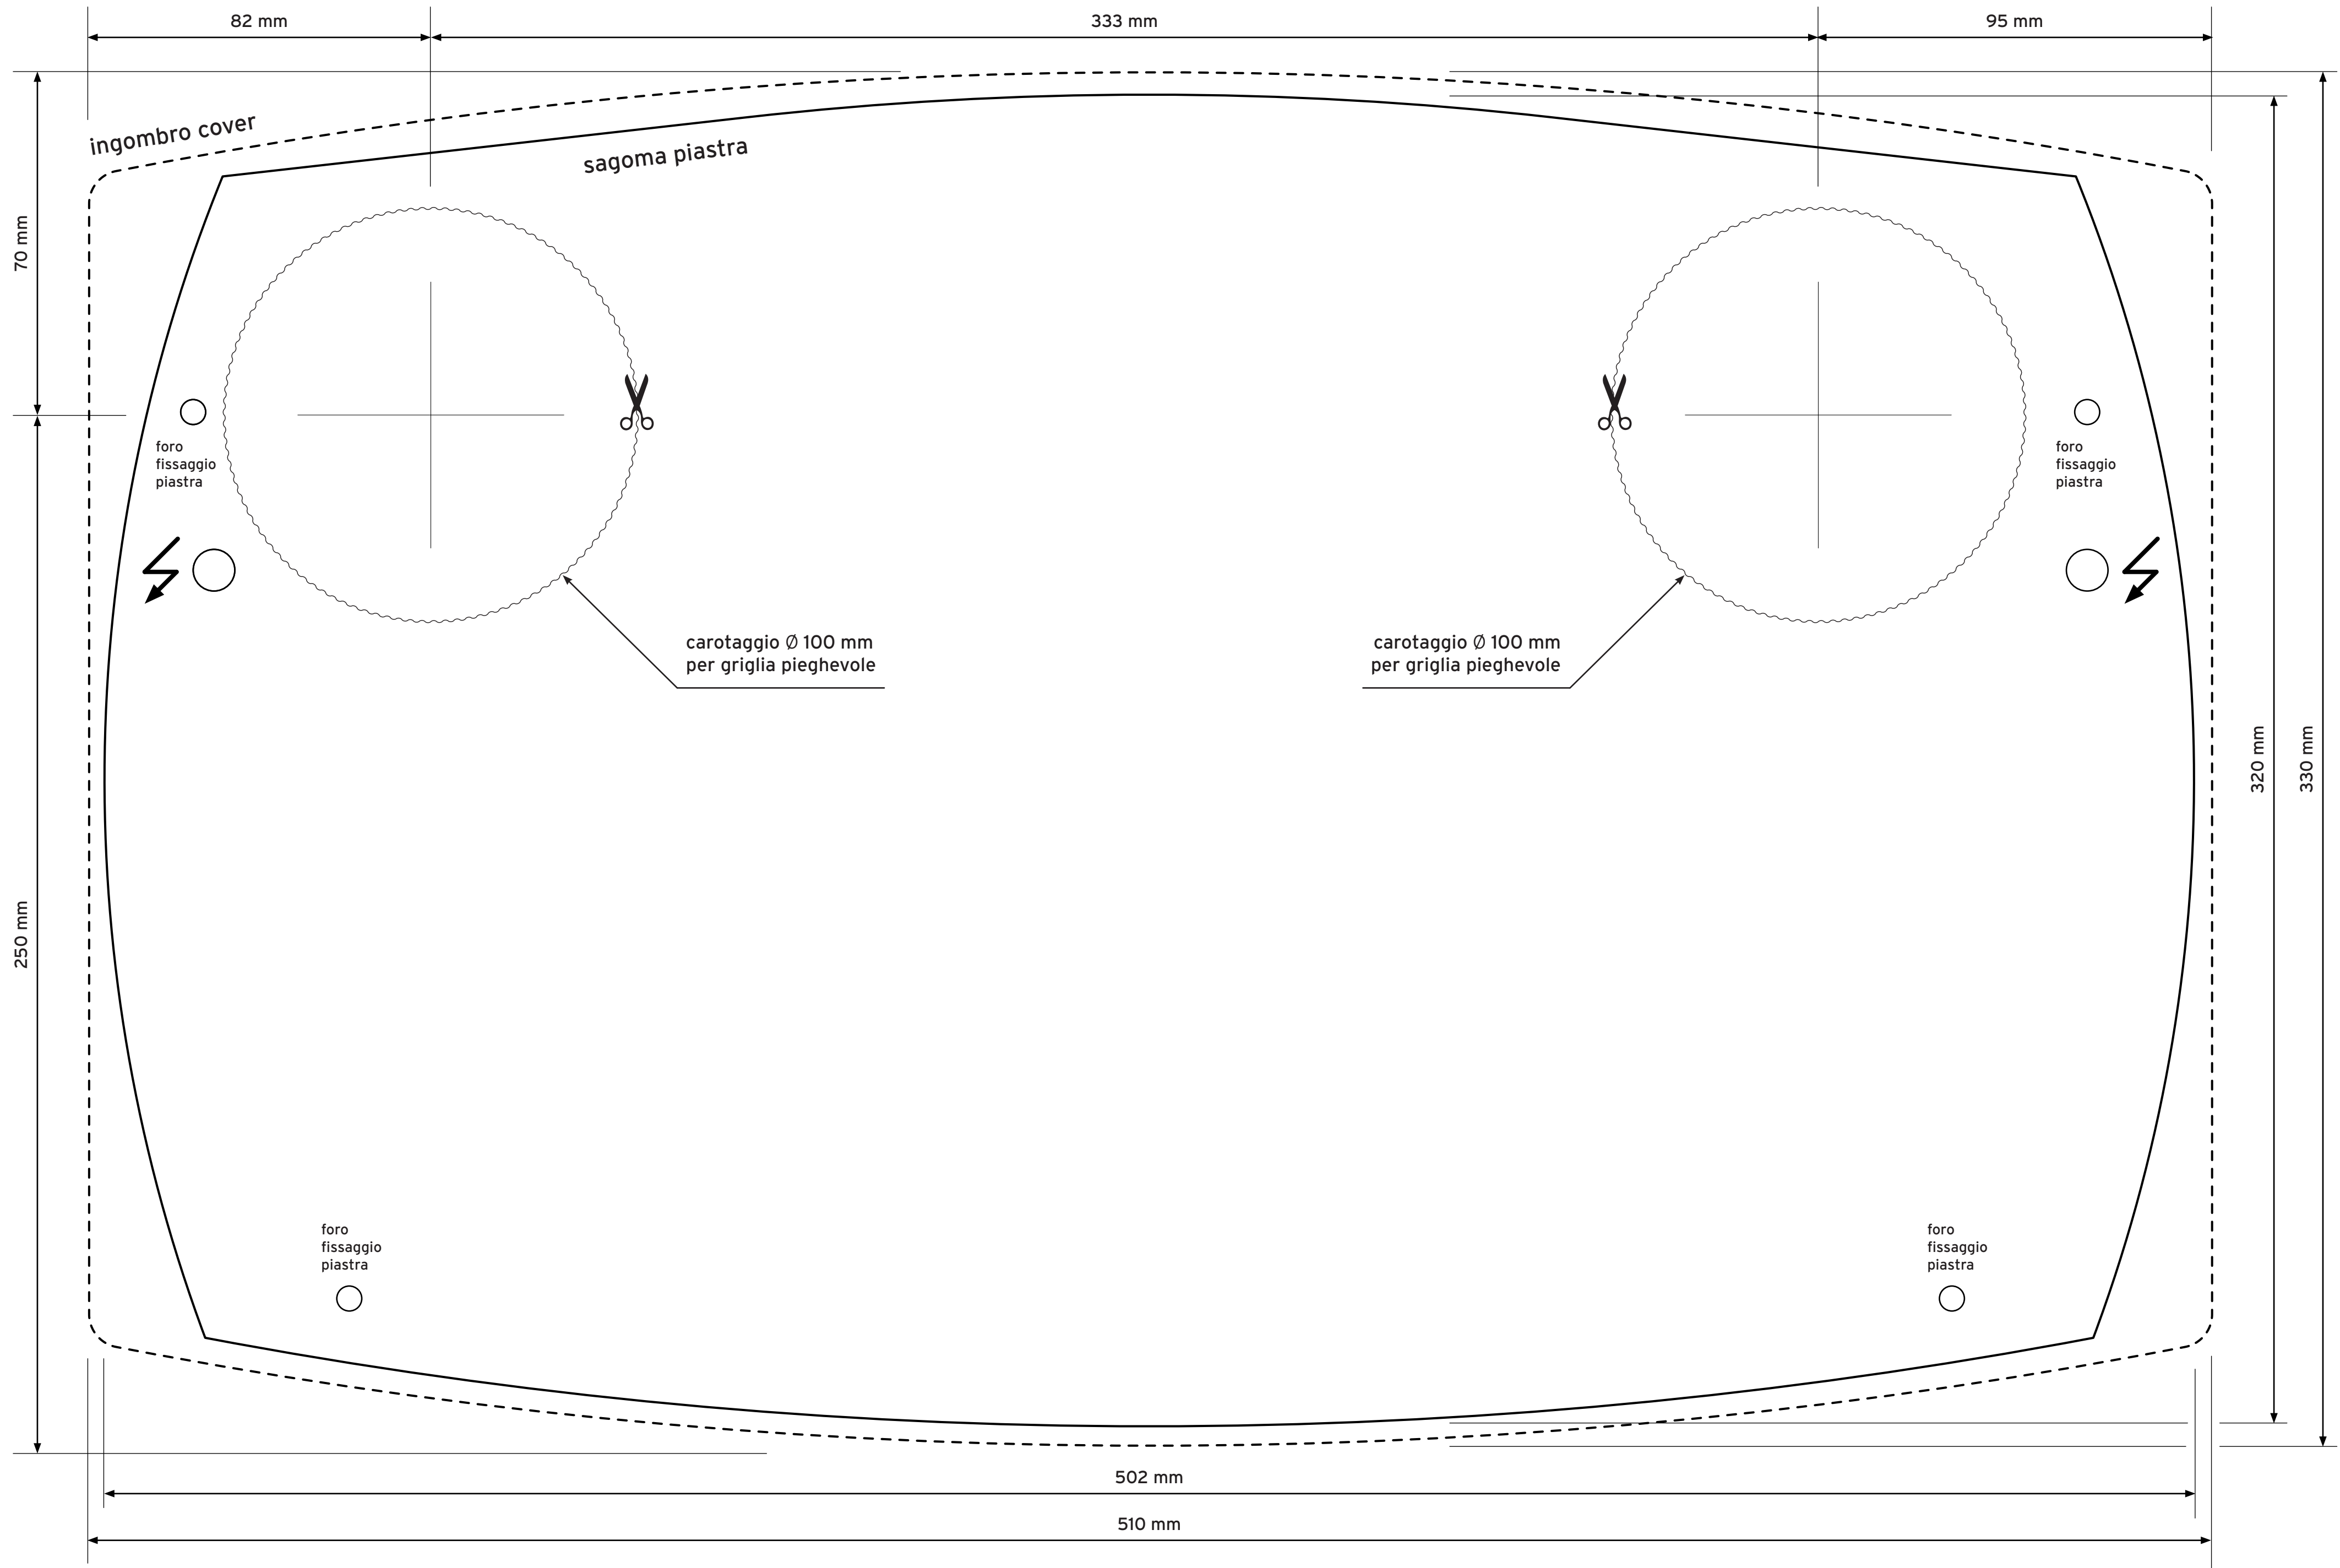 82 mm
333 mm
95 mm
ingombro cover
sagoma piastra
70 mm
foro
fissaggio
piastra
foro
fissaggio
piastra
carotaggio Ø 100 mm
per griglia pieghevole
carotaggio Ø 100 mm
per griglia pieghevole
320 mm
330 mm
250 mm
foro
fissaggio
piastra
foro
fissaggio
piastra
502 mm
510 mm